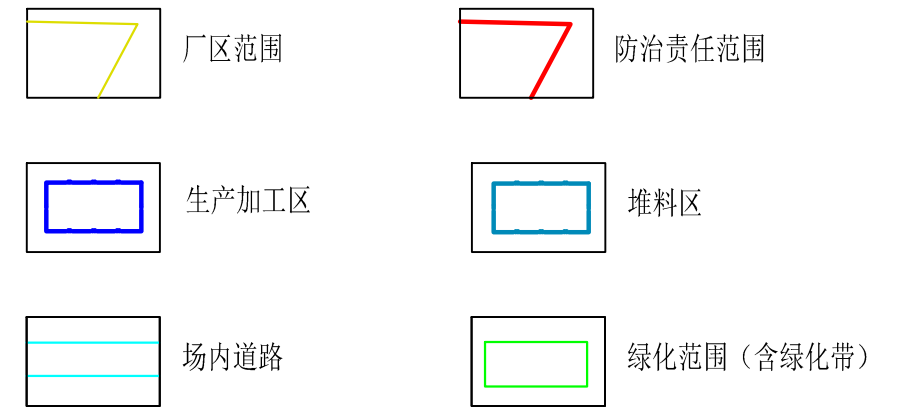 厂区范围
防治责任范围
生产加工区
堆料区
场内道路
绿化范围（含绿化带）